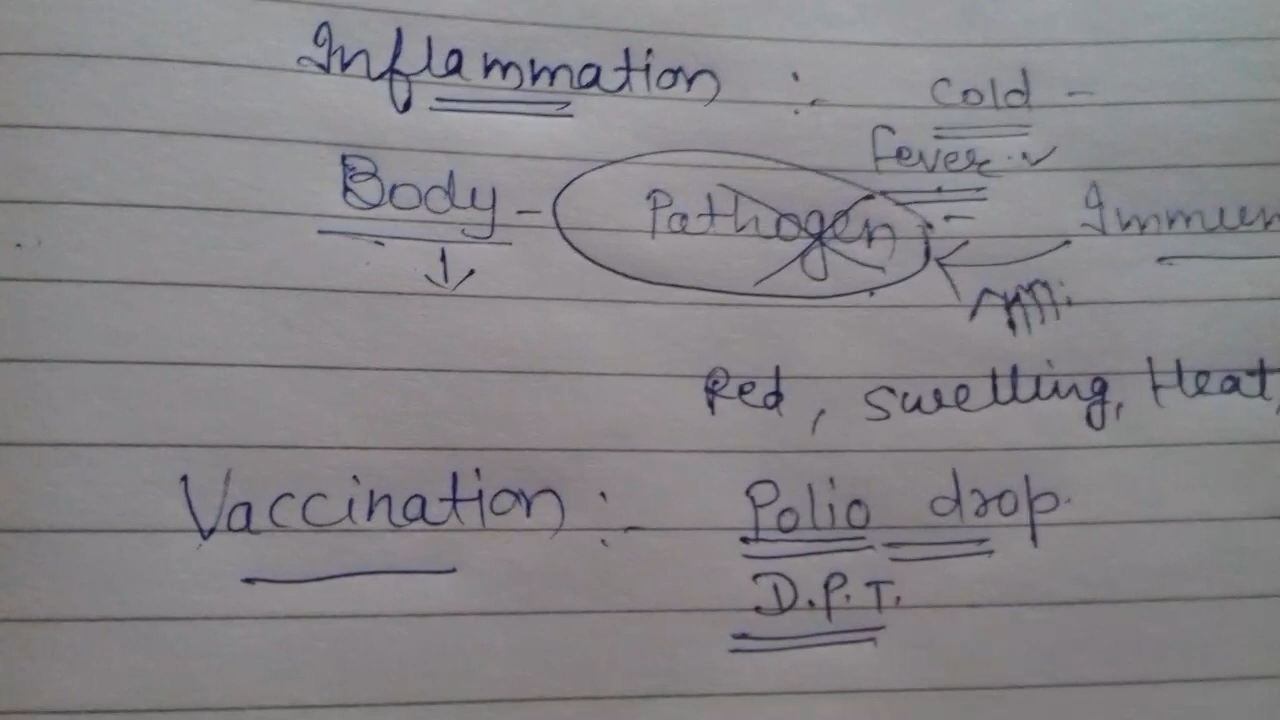 Inflammation :- cold -
fever ✓
Body - Pathogen
Red, swelling, Heat,
Vaccination :- Polio drop.
D.P.T.